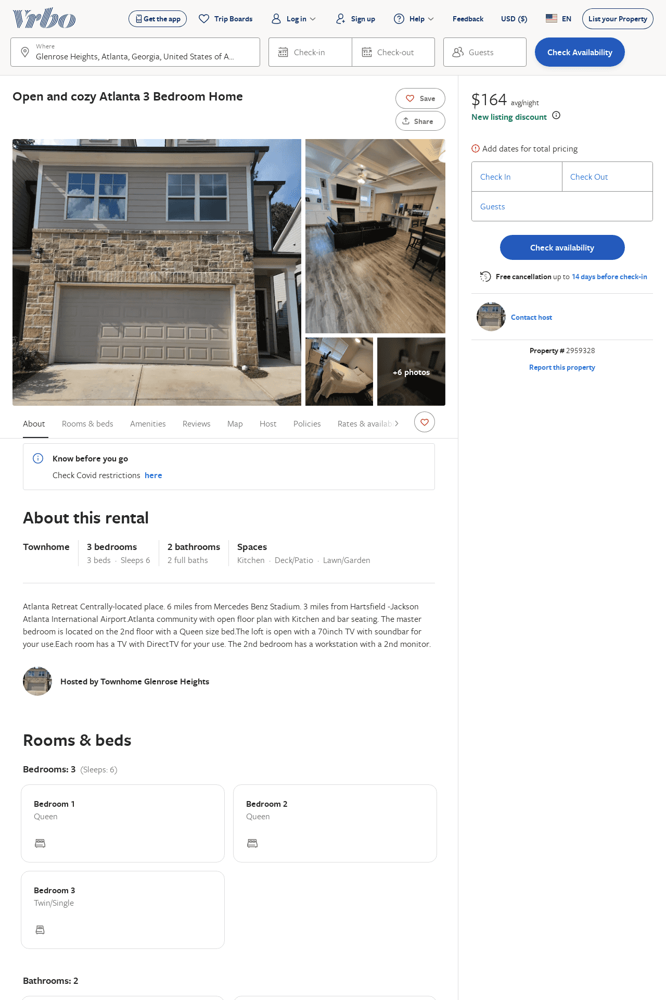 Vrbo
Get the app
Trip Boards
Log in
Sign up
Help
Feedback
USD ($)
EN
List your Property
Where
Glenrose Heights, Atlanta, Georgia, United States of A...
Check-in
Check-out
Guests
Check Availability
Open and cozy Atlanta 3 Bedroom Home
Save
Share
$164 avg/night
New listing discount
Add dates for total pricing
Check In
Check Out
Guests
Check availability
Free cancellation up to 14 days before check-in
Contact host
Property # 2959328
Report this property
+6 photos
About
Rooms & beds
Amenities
Reviews
Map
Host
Policies
Rates & availab
Know before you go
Check Covid restrictions here
About this rental
Townhome
3 bedrooms
3 beds · Sleeps 6
2 bathrooms
2 full baths
Spaces
Kitchen · Deck/Patio · Lawn/Garden
Atlanta Retreat Centrally-located place. 6 miles from Mercedes Benz Stadium. 3 miles from Hartsfield -Jackson
Atlanta International Airport.Atlanta community with open floor plan with Kitchen and bar seating. The master
bedroom is located on the 2nd floor with a Queen size bed.The loft is open with a 70inch TV with soundbar for
your use.Each room has a TV with DirectTV for your use. The 2nd bedroom has a workstation with a 2nd monitor.
Hosted by Townhome Glenrose Heights
Rooms & beds
Bedrooms: 3 (Sleeps: 6)
Bedroom 1
Queen
Bedroom 2
Queen
Bedroom 3
Twin/Single
Bathrooms: 2